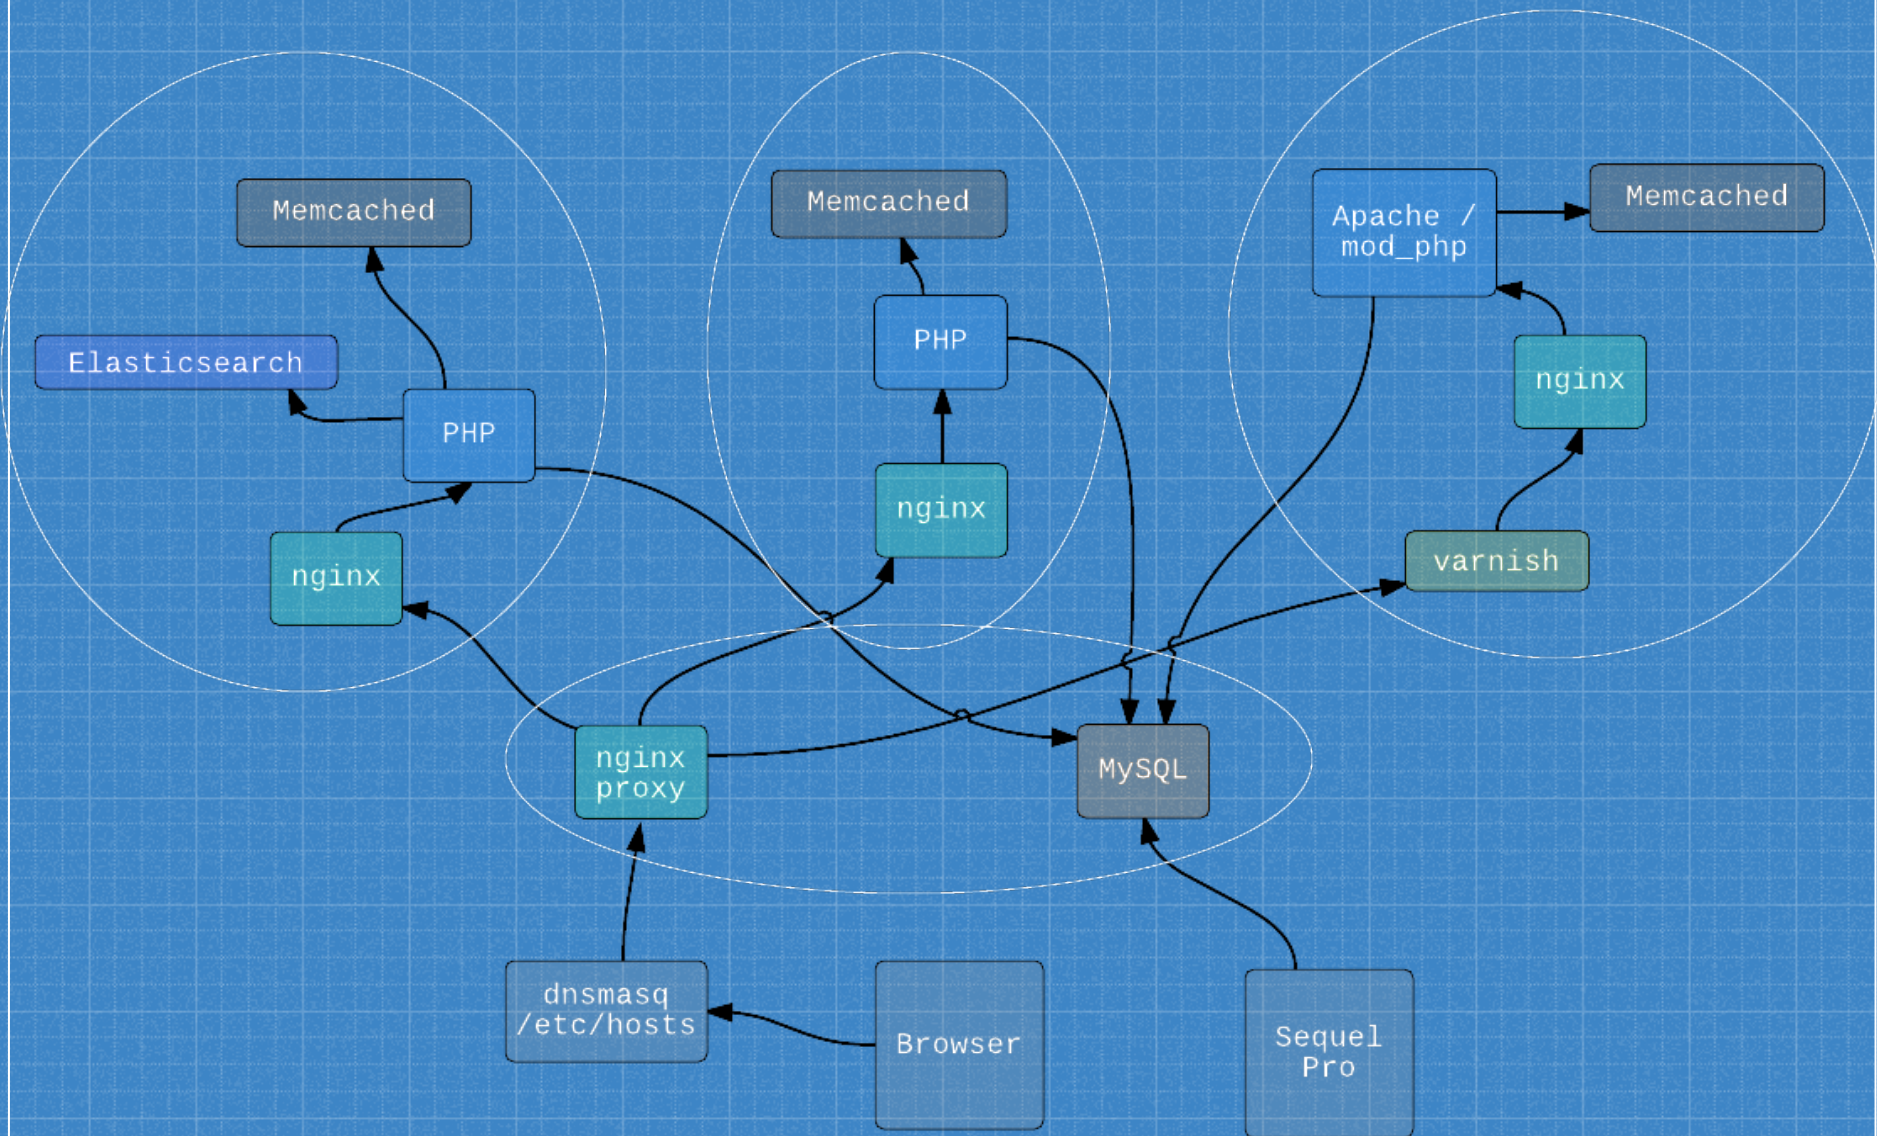 Memcached
Memcached
Apache /
mod_php
Memcached
Elasticsearch
PHP
nginx
PHP
nginx
nginx
varnish
nginx
proxy
MySQL
dnsmasq
/etc/hosts
Browser
Sequel
Pro